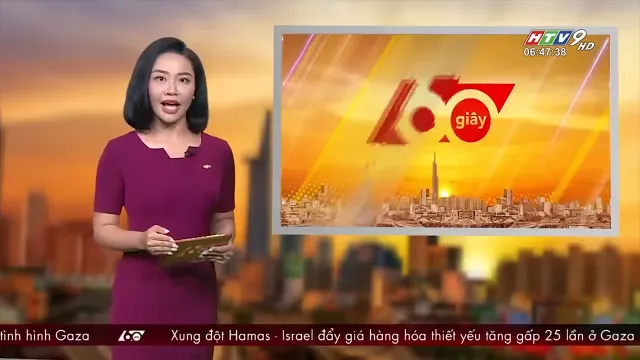 HTV9 HD
06:47:38
60 giây
tình hình Gaza 60 Xung đột Hamas - Israel đẩy giá hàng hóa thiết yếu tăng gấp 25 lần ở Gaza